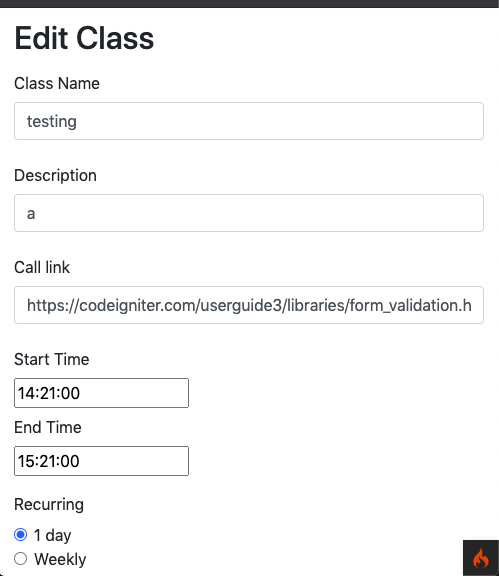 Edit Class
Class Name
testing
Description
a
Call link
https://codeigniter.com/userguide3/libraries/form_validation.h
Start Time
14:21:00
End Time
15:21:00
Recurring
1 day
Weekly